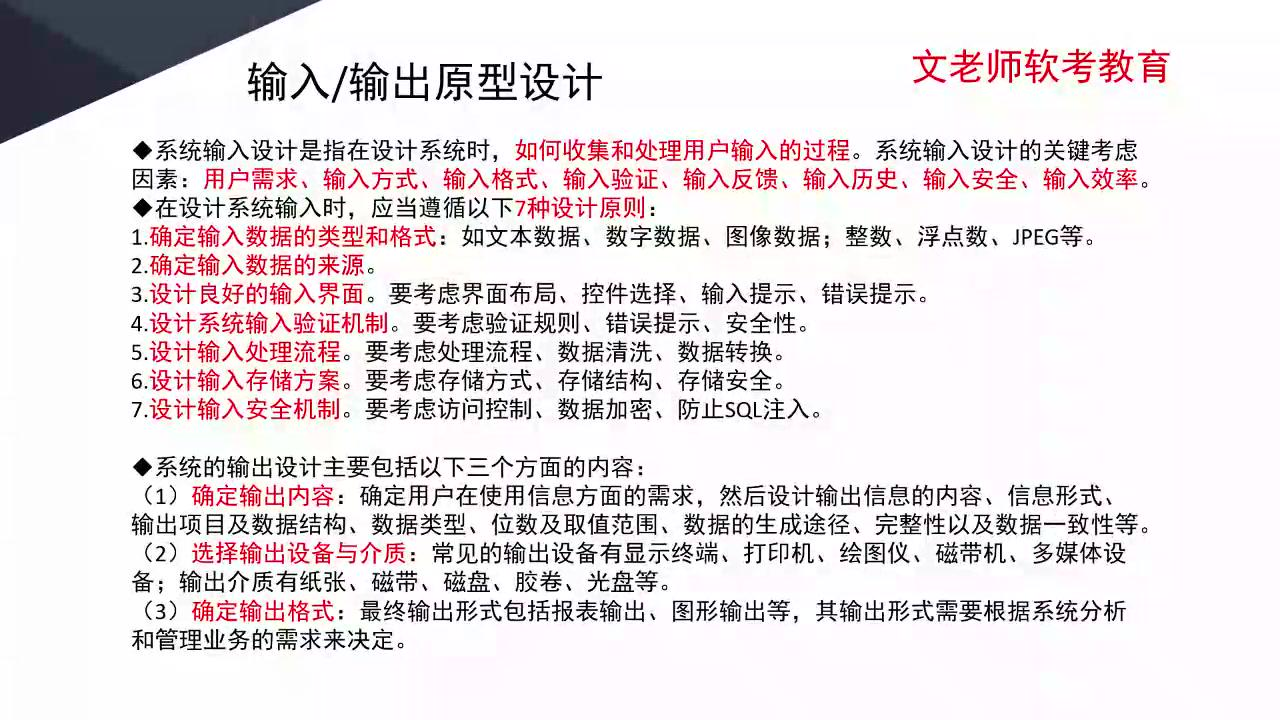 输入/输出原型设计
文老师软考教育
◆系统输入设计是指在设计系统时，如何收集和处理用户输入的过程。系统输入设计的关键考虑
因素：用户需求、输入方式、输入格式、输入验证、输入反馈、输入历史、输入安全、输入效率。
◆在设计系统输入时，应当遵循以下7种设计原则：
1.确定输入数据的类型和格式：如文本数据、数字数据、图像数据；整数、浮点数、JPEG等。
2.确定输入数据的来源。
3.设计良好的输入界面。要考虑界面布局、控件选择、输入提示、错误提示。
4.设计系统输入验证机制。要考虑验证规则、错误提示、安全性。
5.设计输入处理流程。要考虑处理流程、数据清洗、数据转换。
6.设计输入存储方案。要考虑存储方式、存储结构、存储安全。
7.设计输入安全机制。要考虑访问控制、数据加密、防止SQL注入。
◆系统的输出设计主要包括以下三个方面的内容：
（1）确定输出内容：确定用户在使用信息方面的需求，然后设计输出信息的内容、信息形式、
输出项目及数据结构、数据类型、位数及取值范围、数据的生成途径、完整性以及数据一致性等。
（2）选择输出设备与介质：常见的输出设备有显示终端、打印机、绘图仪、磁带机、多媒体设
备；输出介质有纸张、磁带、磁盘、胶卷、光盘等。
（3）确定输出格式：最终输出形式包括报表输出、图形输出等，其输出形式需要根据系统分析
和管理业务的需求来决定。